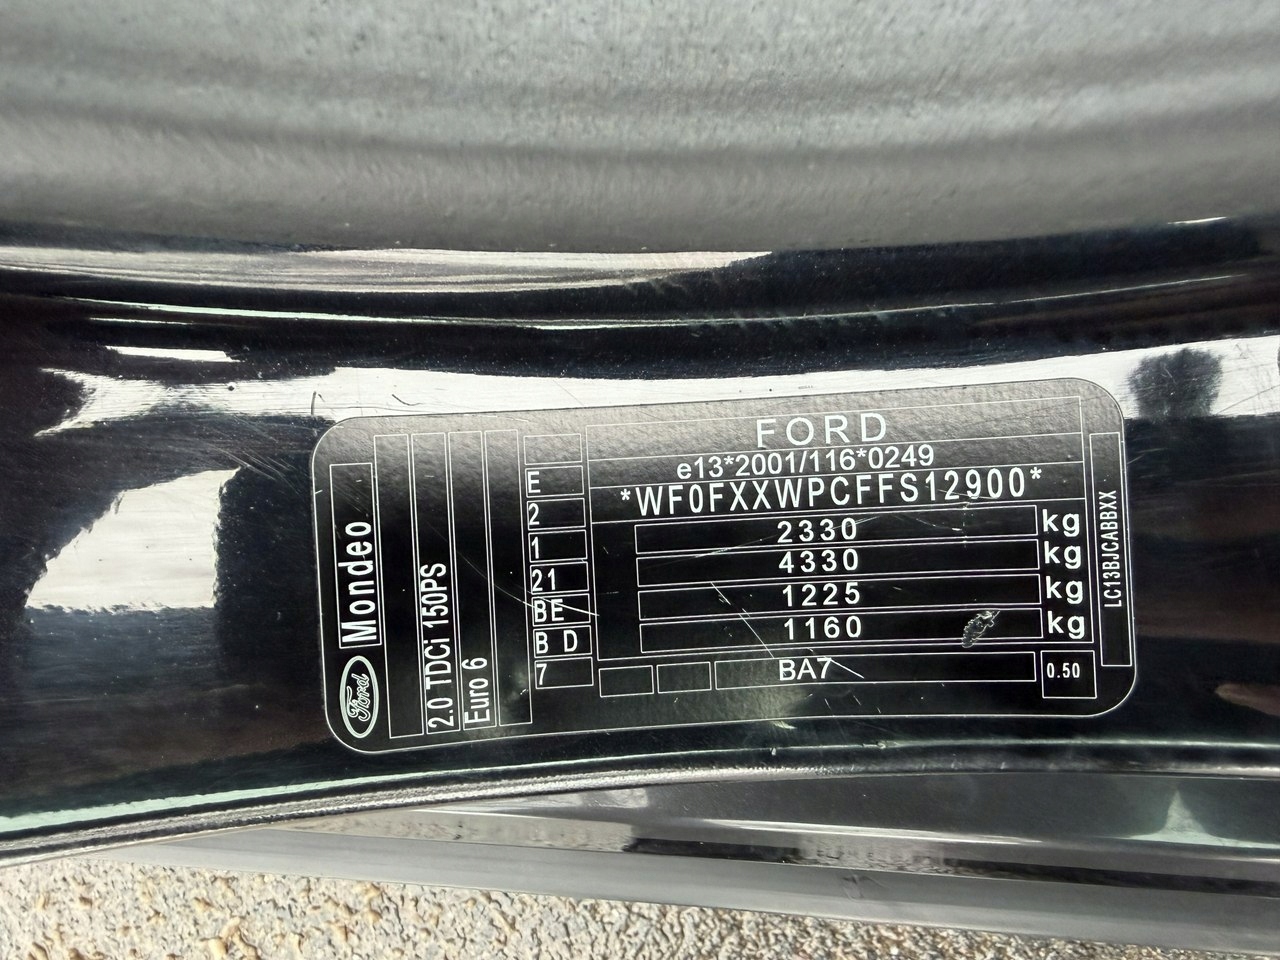 FORD
e13*2001/116*0249
*WF0FXXWPCFFS12900*
2330 kg
4330 kg
1225 kg
1160 kg
BA7
0.50
E
2
1
21
BE
B D
7
Ford Mondeo
2.0 TDCi 150PS
Euro 6
LC13BJCABBXX